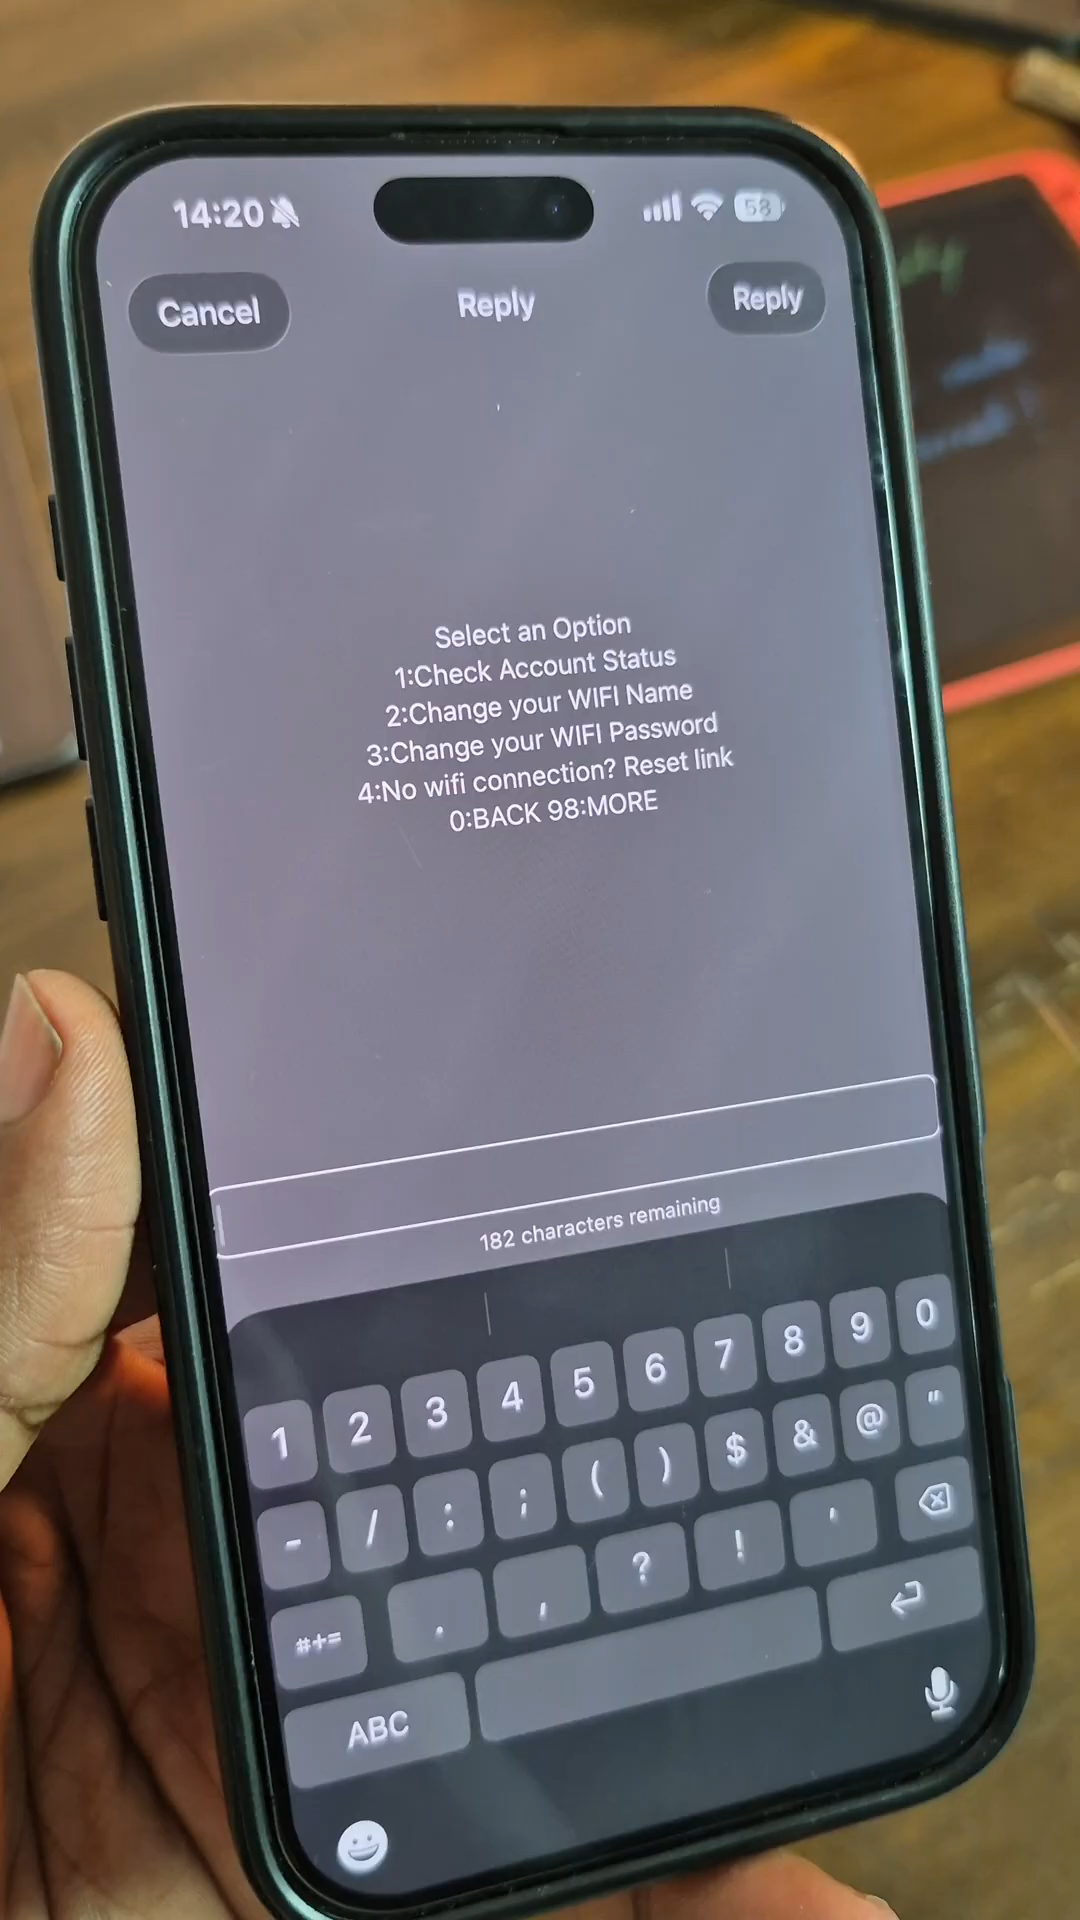 14:20
58
Cancel
Reply
Reply
Select an Option
1:Check Account Status
2:Change your WIFI Name
3:Change your WIFI Password
4:No wifi connection? Reset link
0:BACK 98:MORE
182 characters remaining
1 2 3 4 5 6 7 8 9 0
- / : ; ( ) $ & @ "
#+= . , ? ! '
ABC